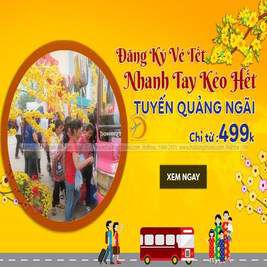 Đăng Ký Vé Tết
Nhanh Tay Kẻo Hết
TUYẾN QUẢNG NGÃI
Chỉ từ 499k
XEM NGAY